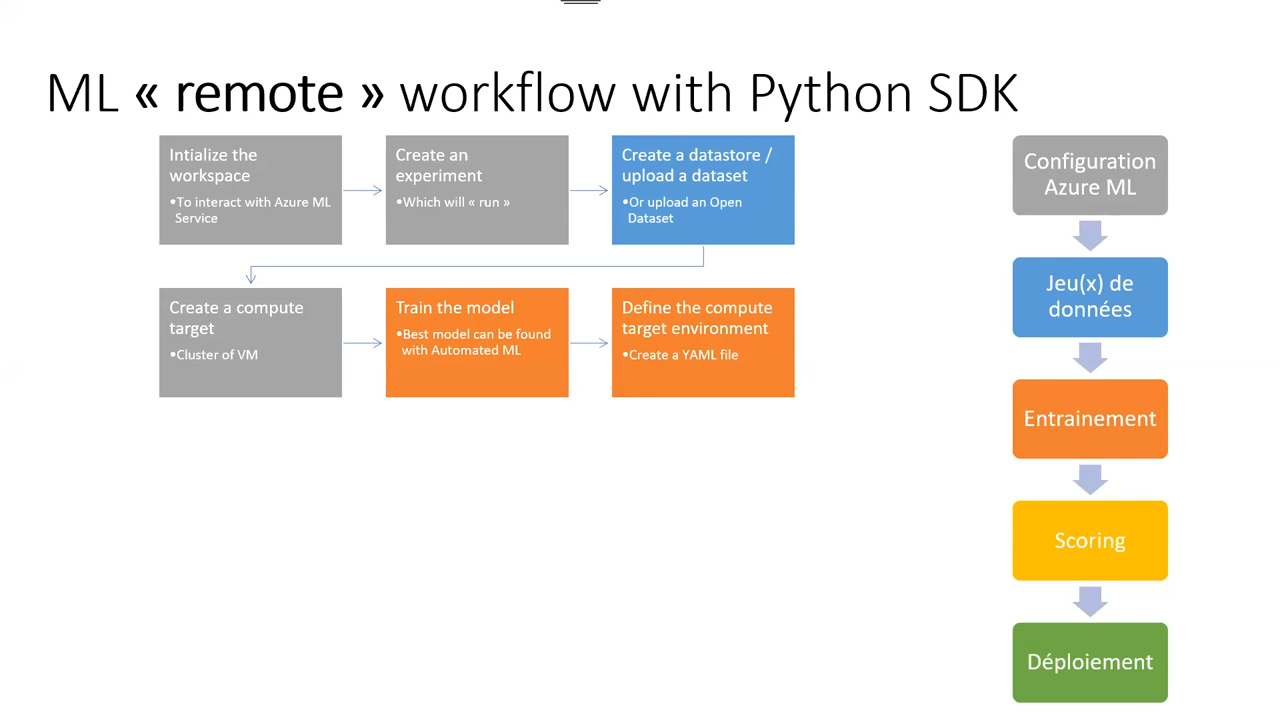 ML « remote » workflow with Python SDK
Intialize the
workspace
•To interact with Azure ML
Service
Create an
experiment
•Which will « run »
Create a datastore /
upload a dataset
•Or upload an Open
Dataset
Create a compute
target
•Cluster of VM
Train the model
•Best model can be found
with Automated ML
Define the compute
target environment
•Create a YAML file
Configuration
Azure ML
Jeu(x) de
données
Entrainement
Scoring
Déploiement